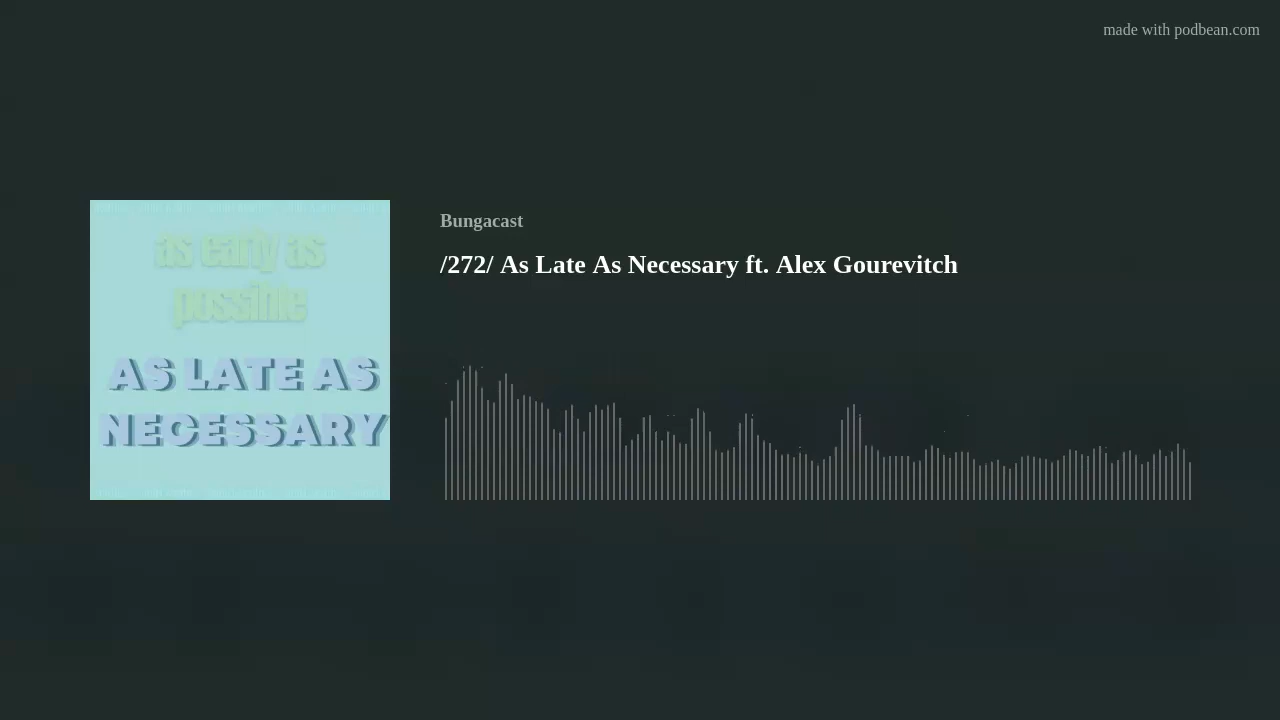 made with podbean.com
as early as
possible
AS LATE AS
NECESSARY
Bungacast
/272/ As Late As Necessary ft. Alex Gourevitch